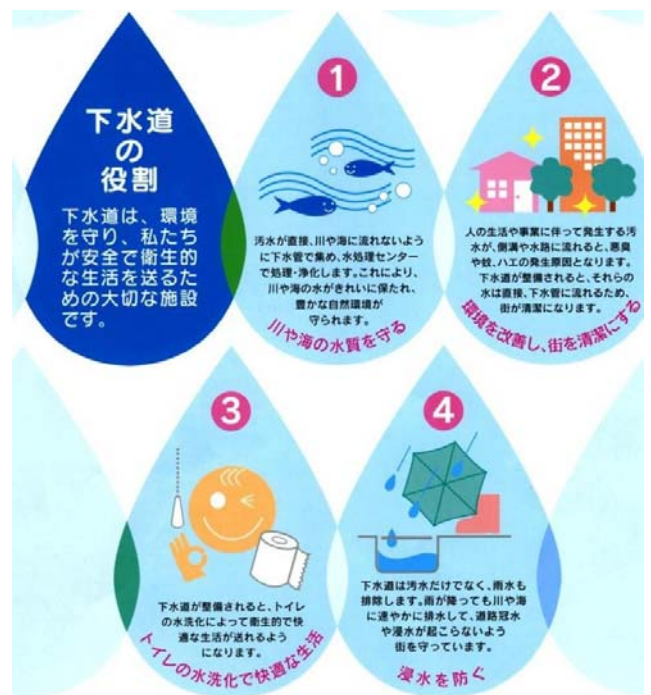 下水道
の
役割
下水道は、環境
を守り、私たち
が安全で衛生的
な生活を送るた
めの大切な施設
です。
1
汚水が直接、川や海に流れないよう
に下水管で集め、水処理センター
で処理・浄化します。これにより、
川や海の水がきれいに保たれ、
豊かな自然環境が
守られます。
川や海の水質を守る
2
人の生活や事業に伴って発生する汚
水が、側溝や水路に流れると、悪臭
や蚊、ハエの発生原因となります。
下水道が整備されると、それらの
水は直接、下水管に流れるため、
街が清潔になります。
環境を改善し、街を清潔にする
3
下水道が整備されると、トイレ
の水洗化によって衛生的で快
適な生活が送れるよう
になります。
トイレの水洗化で快適な生活
4
下水道は汚水だけでなく、雨水も
排除します。雨が降っても川や海
に速やかに排水して、道路冠水
や浸水が起こらないよう
街を守っています。
浸水を防ぐ